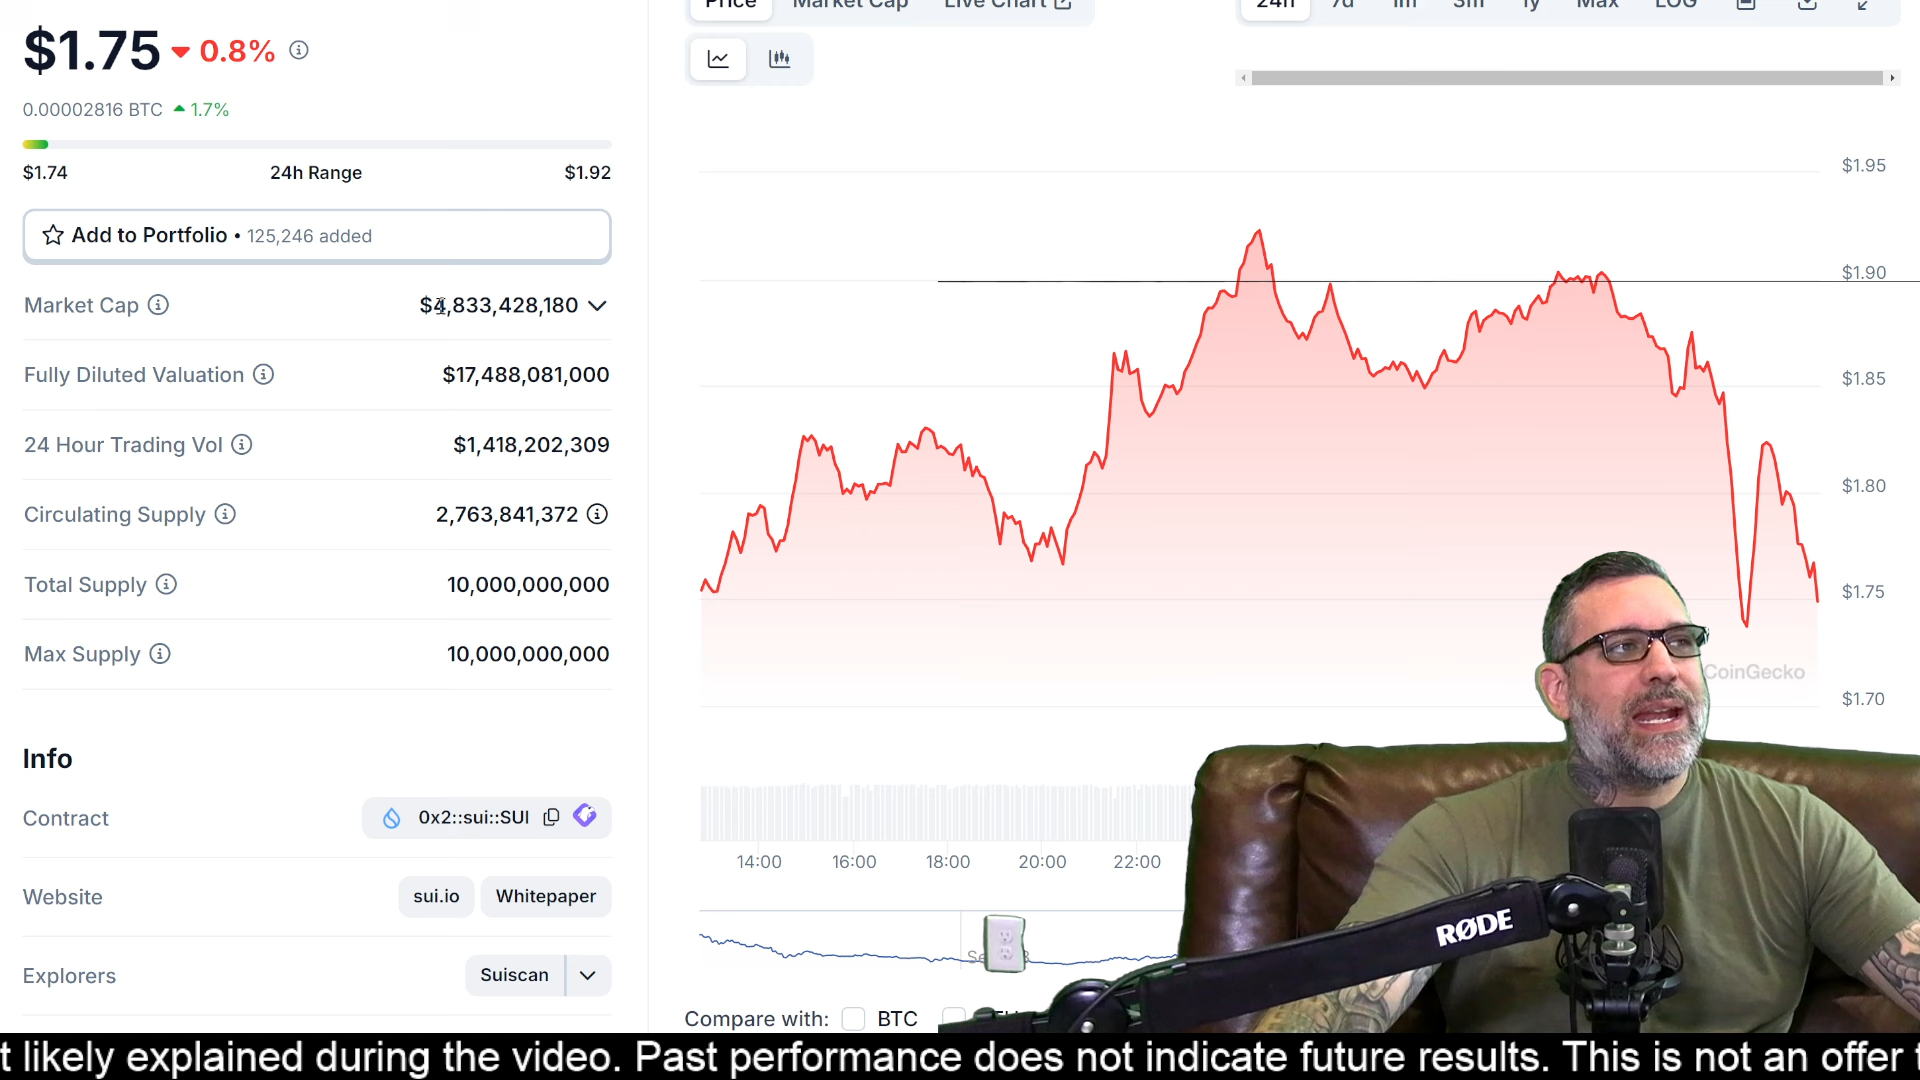 Price Market Cap Live Chart
24h 7d 1m 3m 1y Max LOG
$1.75 0.8%
0.00002816 BTC 1.7%
$1.74 24h Range $1.92
Add to Portfolio • 125,246 added
Market Cap $4,833,428,180
Fully Diluted Valuation $17,488,081,000
24 Hour Trading Vol $1,418,202,309
Circulating Supply 2,763,841,372
Total Supply 10,000,000,000
Max Supply 10,000,000,000
Info
Contract 0x2::sui::SUI
Website sui.io Whitepaper
Explorers Suiscan
$1.95
$1.90
$1.85
$1.80
$1.75
$1.70
CoinGecko
14:00 16:00 18:00 20:00 22:00
RØDE
Compare with: BTC
t likely explained during the video. Past performance does not indicate future results. This is not an offer